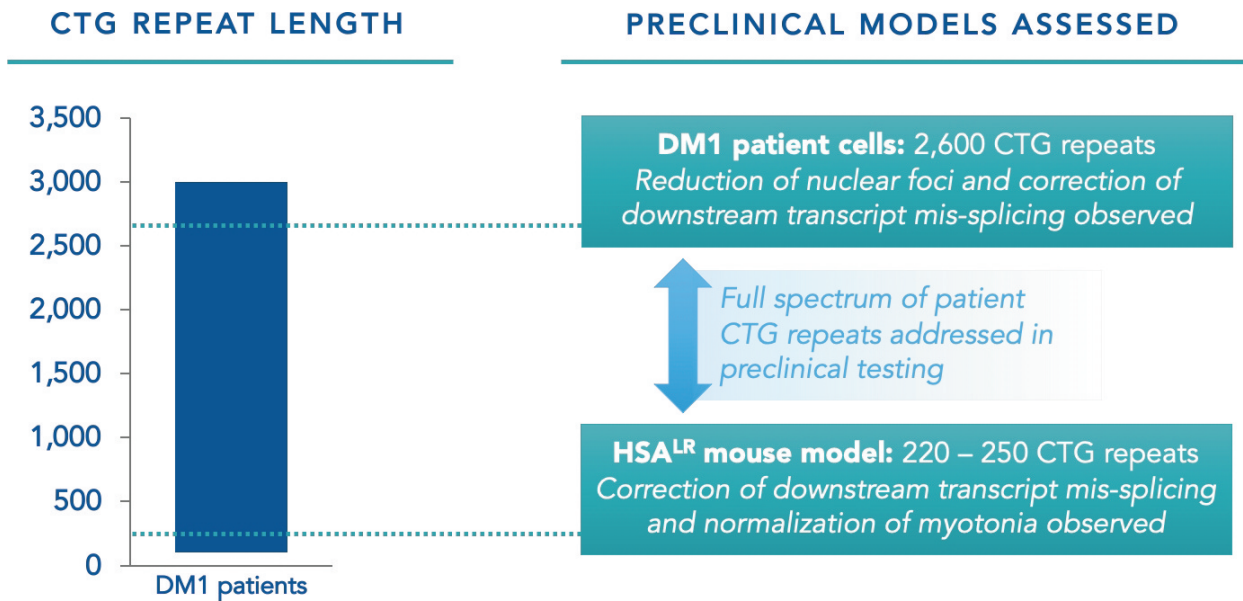 CTG REPEAT LENGTH
3,500
3,000
2,500
2,000
1,500
1,000
500
0
DM1 patients
PRECLINICAL MODELS ASSESSED
DM1 patient cells: 2,600 CTG repeats
Reduction of nuclear foci and correction of
downstream transcript mis-splicing observed
Full spectrum of patient
CTG repeats addressed in
preclinical testing
HSALR mouse model: 220 – 250 CTG repeats
Correction of downstream transcript mis-splicing
and normalization of myotonia observed